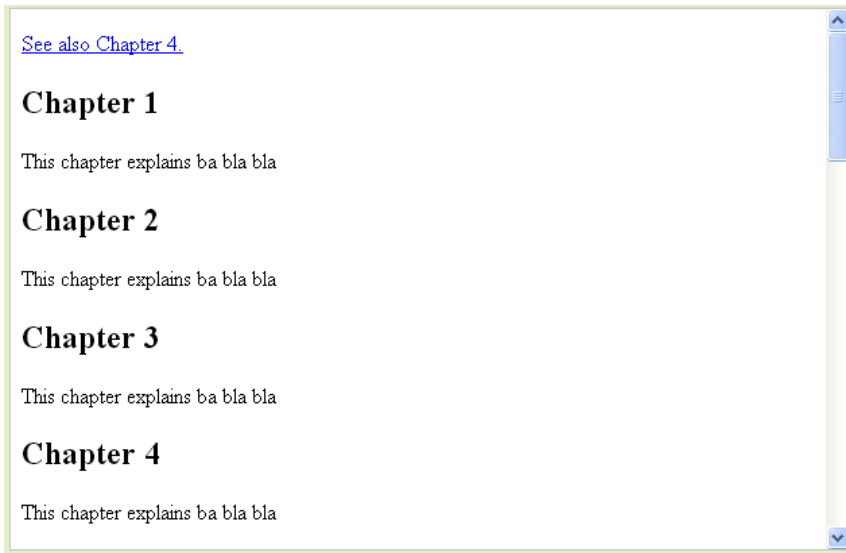 See also Chapter 4.
Chapter 1
This chapter explains ba bla bla
Chapter 2
This chapter explains ba bla bla
Chapter 3
This chapter explains ba bla bla
Chapter 4
This chapter explains ba bla bla